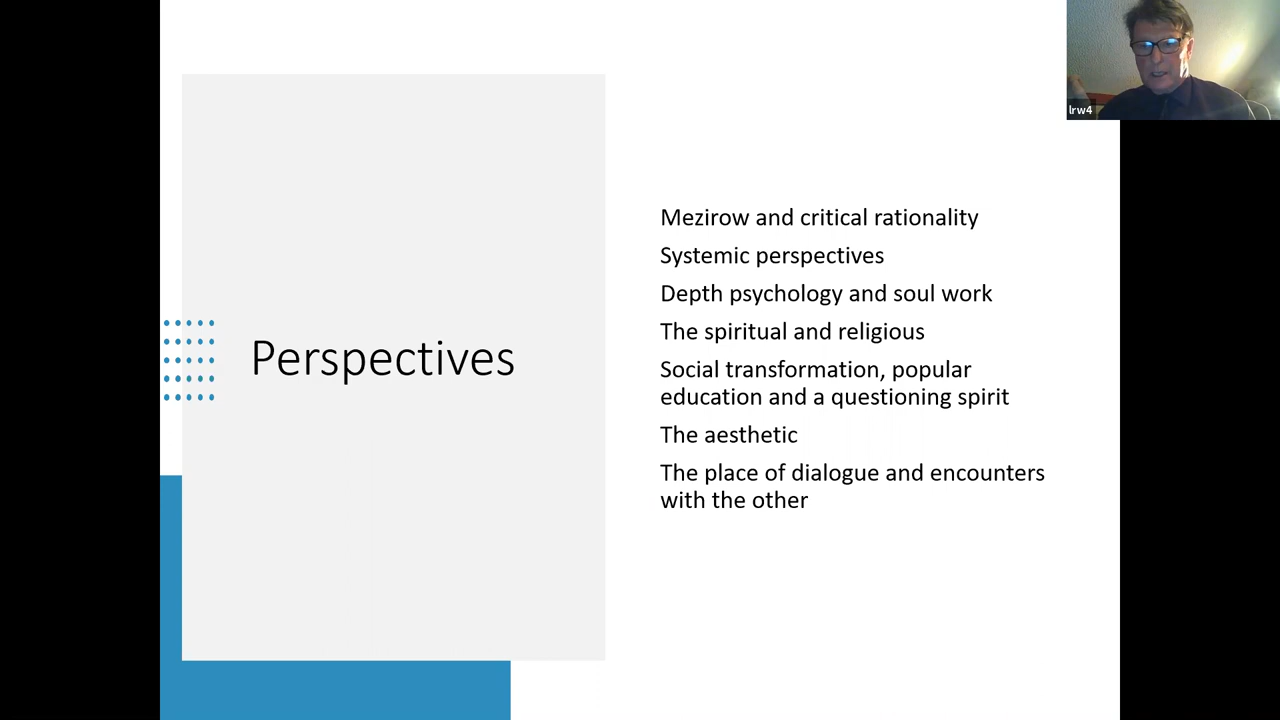 lrw4
Perspectives
Mezirow and critical rationality
Systemic perspectives
Depth psychology and soul work
The spiritual and religious
Social transformation, popular
education and a questioning spirit
The aesthetic
The place of dialogue and encounters
with the other